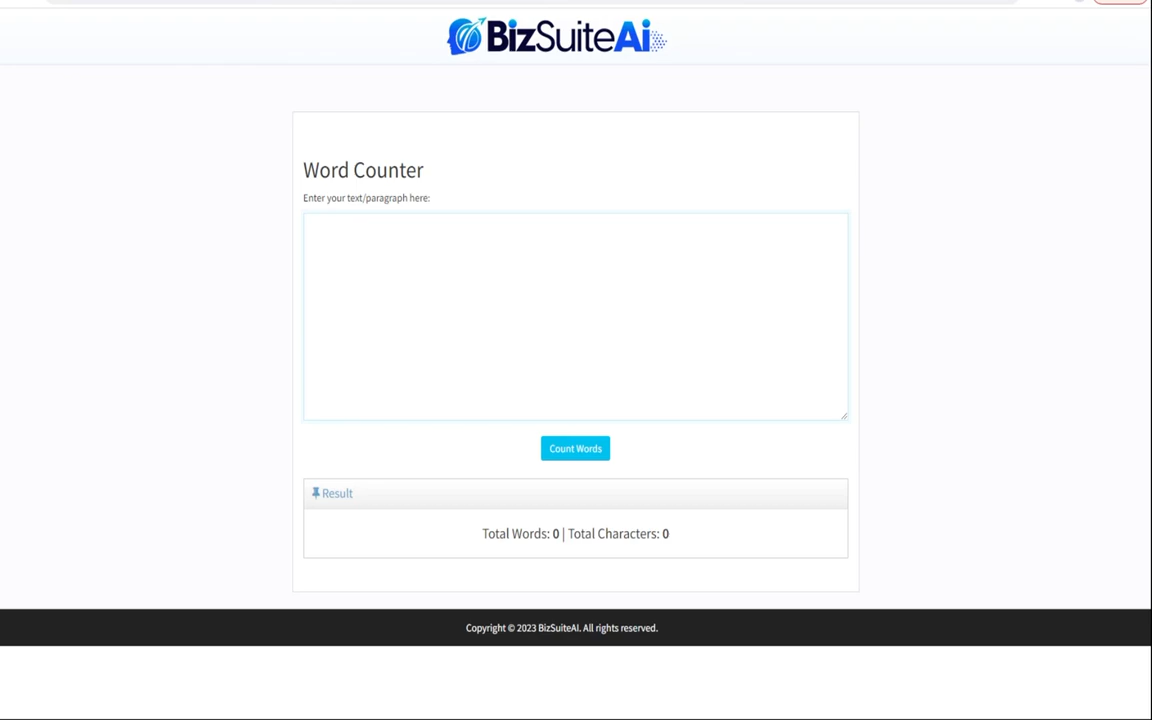 BizSuiteAi
Word Counter
Enter your text/paragraph here:
Count Words
Result
Total Words: 0 | Total Characters: 0
Copyright © 2023 BizSuiteAI. All rights reserved.